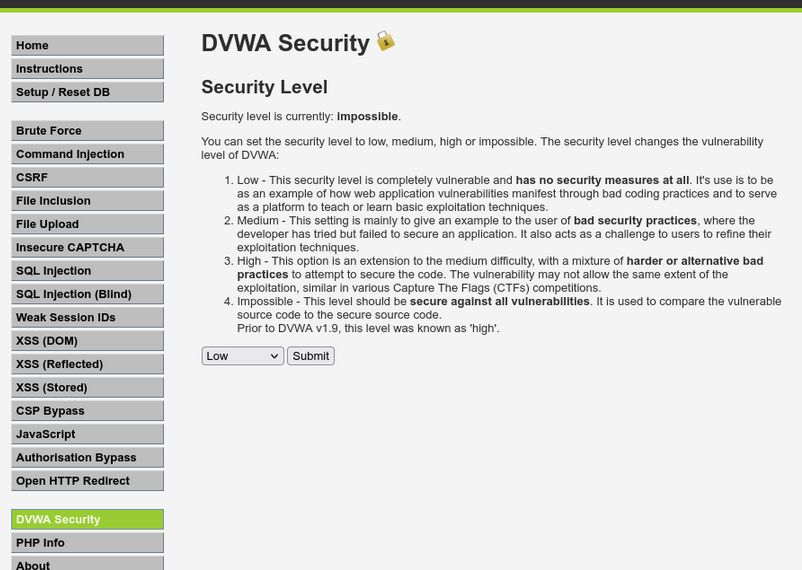 Home
Instructions
Setup / Reset DB
Brute Force
Command Injection
CSRF
File Inclusion
File Upload
Insecure CAPTCHA
SQL Injection
SQL Injection (Blind)
Weak Session IDs
XSS (DOM)
XSS (Reflected)
XSS (Stored)
CSP Bypass
JavaScript
Authorisation Bypass
Open HTTP Redirect
DVWA Security
PHP Info
About
DVWA Security
Security Level
Security level is currently: impossible.
You can set the security level to low, medium, high or impossible. The security level changes the vulnerability
level of DVWA:
1. Low - This security level is completely vulnerable and has no security measures at all. It's use is to be
as an example of how web application vulnerabilities manifest through bad coding practices and to serve
as a platform to teach or learn basic exploitation techniques.
2. Medium - This setting is mainly to give an example to the user of bad security practices, where the
developer has tried but failed to secure an application. It also acts as a challenge to users to refine their
exploitation techniques.
3. High - This option is an extension to the medium difficulty, with a mixture of harder or alternative bad
practices to attempt to secure the code. The vulnerability may not allow the same extent of the
exploitation, similar in various Capture The Flags (CTFs) competitions.
4. Impossible - This level should be secure against all vulnerabilities. It is used to compare the vulnerable
source code to the secure source code.
Prior to DVWA v1.9, this level was known as 'high'.
Low
Submit